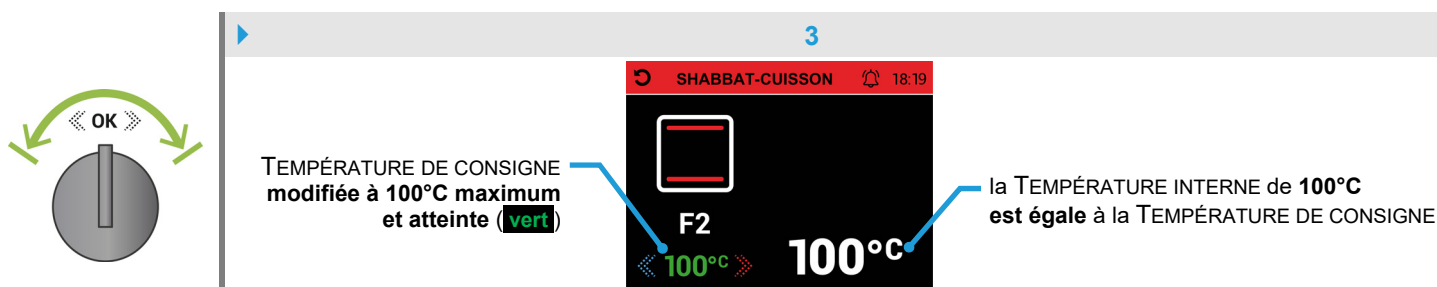 3
OK
SHABBAT-CUISSON 18:19
TEMPÉRATURE DE CONSIGNE
modifiée à 100°C maximum
et atteinte (vert)
F2
100°C
100°C
la TEMPÉRATURE INTERNE de 100°C
est égale à la TEMPÉRATURE DE CONSIGNE